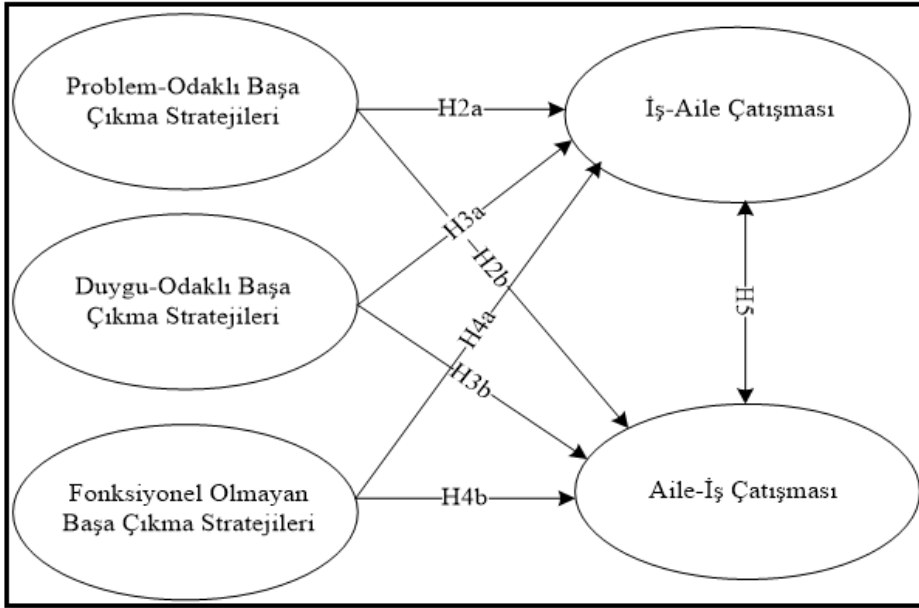 Problem-Odaklı Başa
Çıkma Stratejileri
H2a
İş-Aile Çatışması
H3a
H2b
Duygu-Odaklı Başa
Çıkma Stratejileri
H4a
H5
H3b
Fonksiyonel Olmayan
Başa Çıkma Stratejileri
H4b
Aile-İş Çatışması